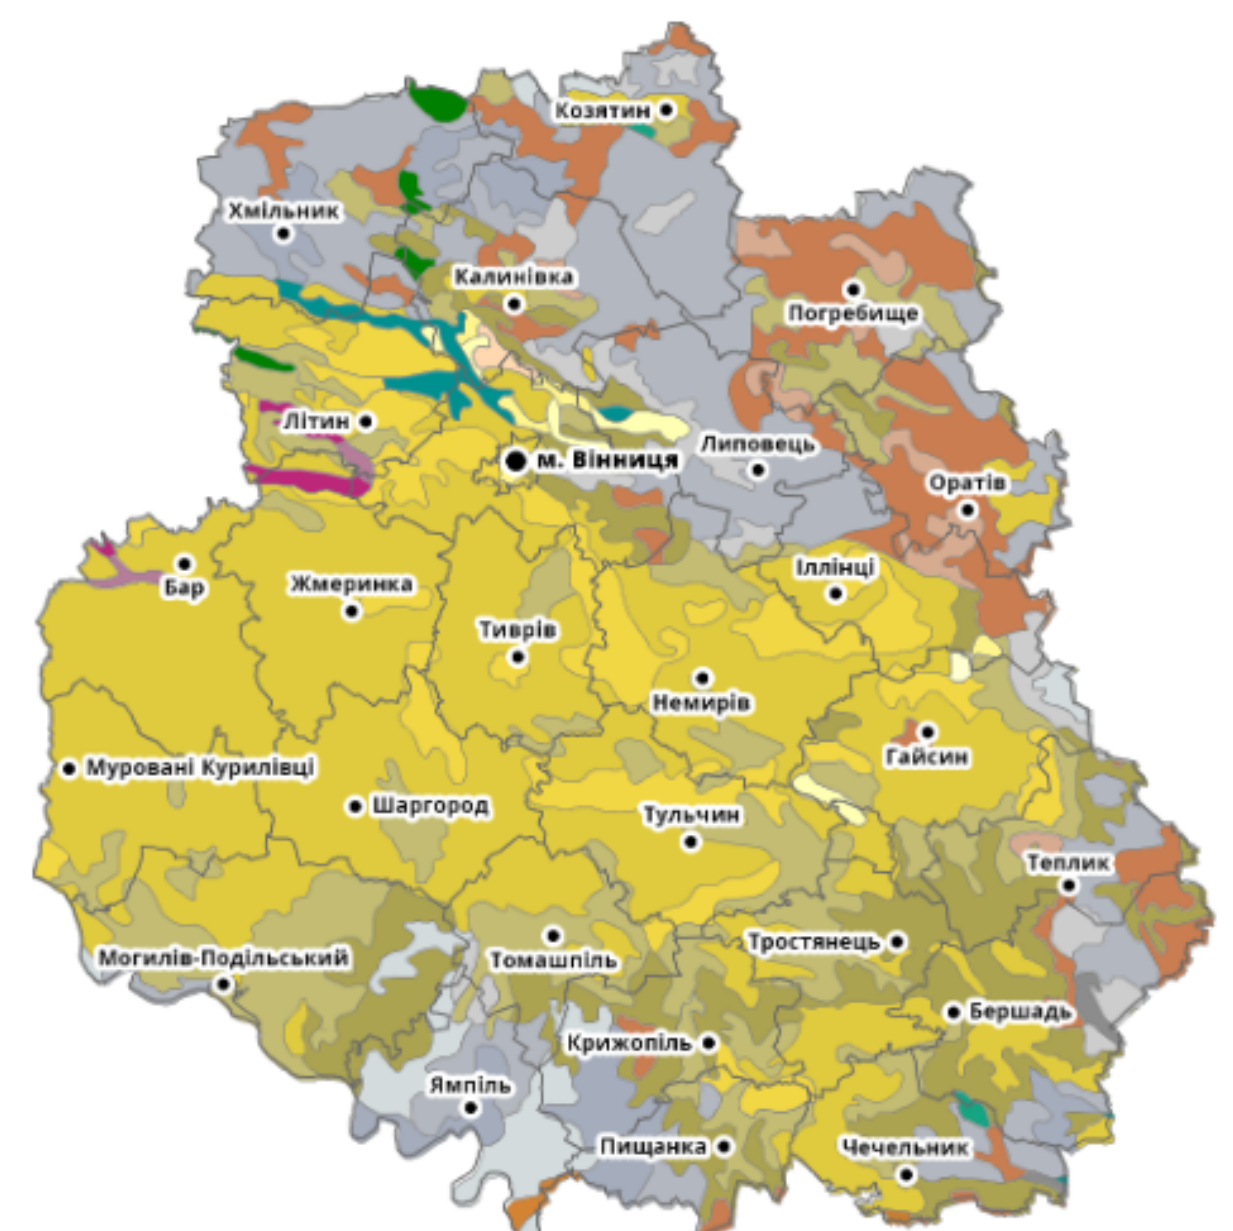 Козятин
Хмільник
Калинівка
Погребище
Літин
Липовець
м. Вінниця
Оратів
Бар
Жмеринка
Іллінці
Тиврів
Немирів
Гайсин
Муровані Курилівці
Шаргород
Тульчин
Теплик
Могилів-Подільський
Томашпіль
Тростянець
Бершадь
Крижопіль
Ямпіль
Піщанка
Чечельник